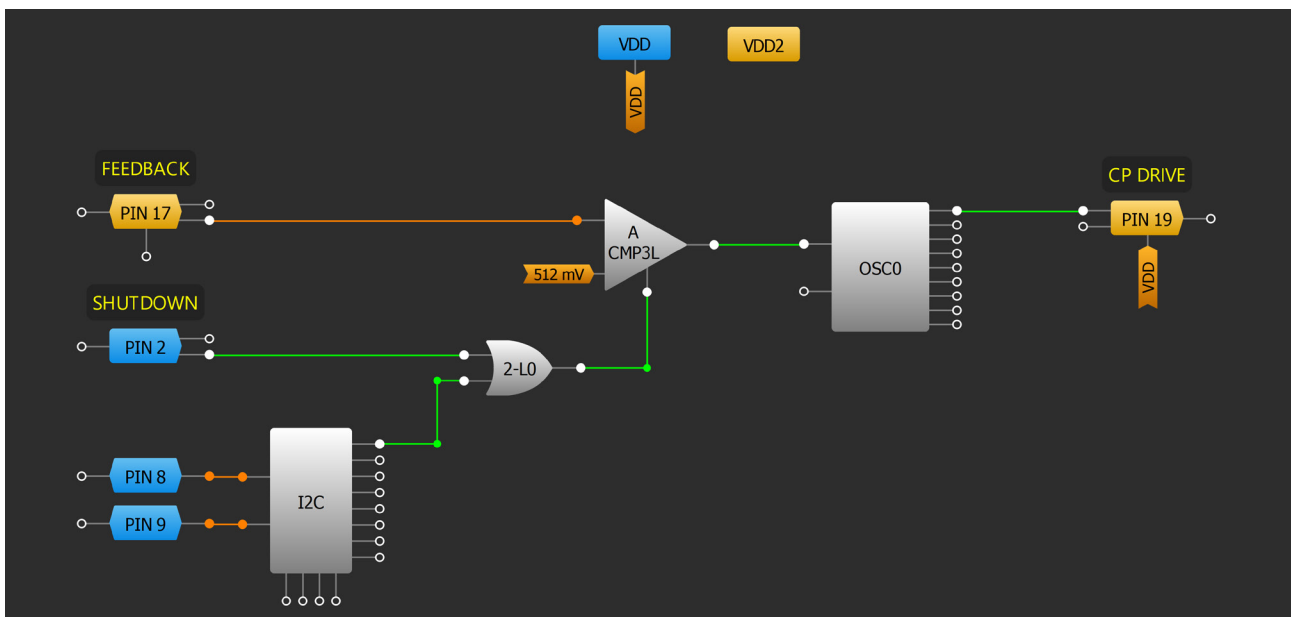 VDD
VDD2
VDD
FEEDBACK
PIN 17
A
CMP3L
512 mV
OSC0
CP DRIVE
PIN 19
VDD
SHUTDOWN
PIN 2
2-L0
PIN 8
PIN 9
I2C